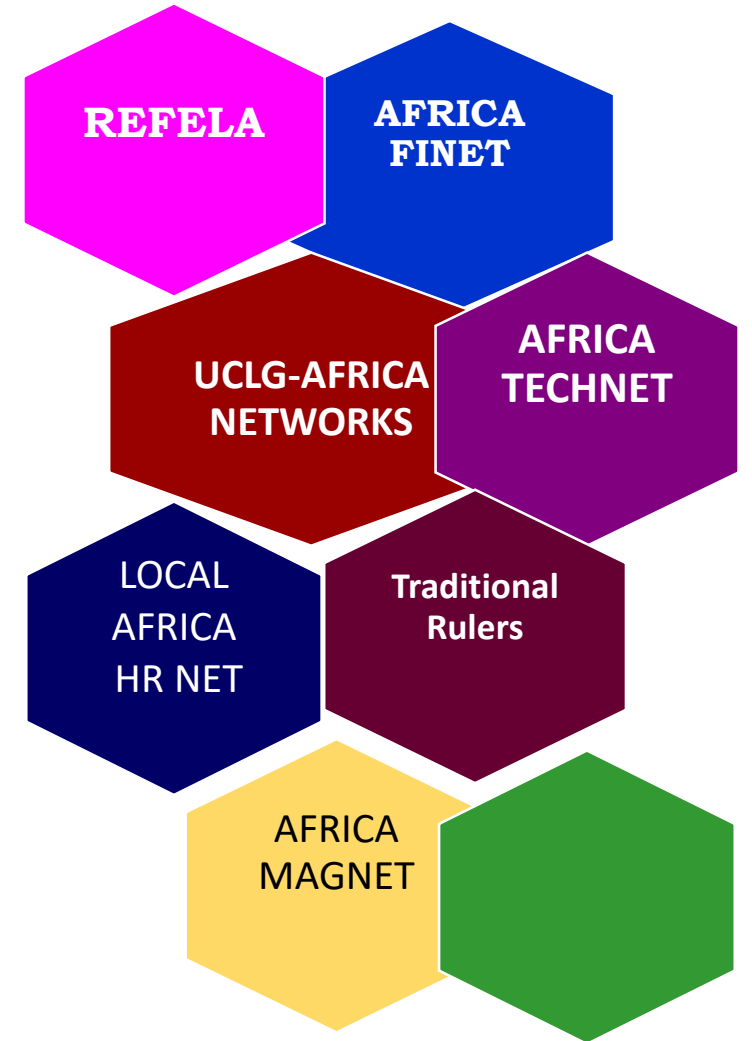 REFELA
AFRICA
FINET
UCLG-AFRICA
NETWORKS
AFRICA
TECHNET
LOCAL
AFRICA
HR NET
Traditional
Rulers
AFRICA
MAGNET